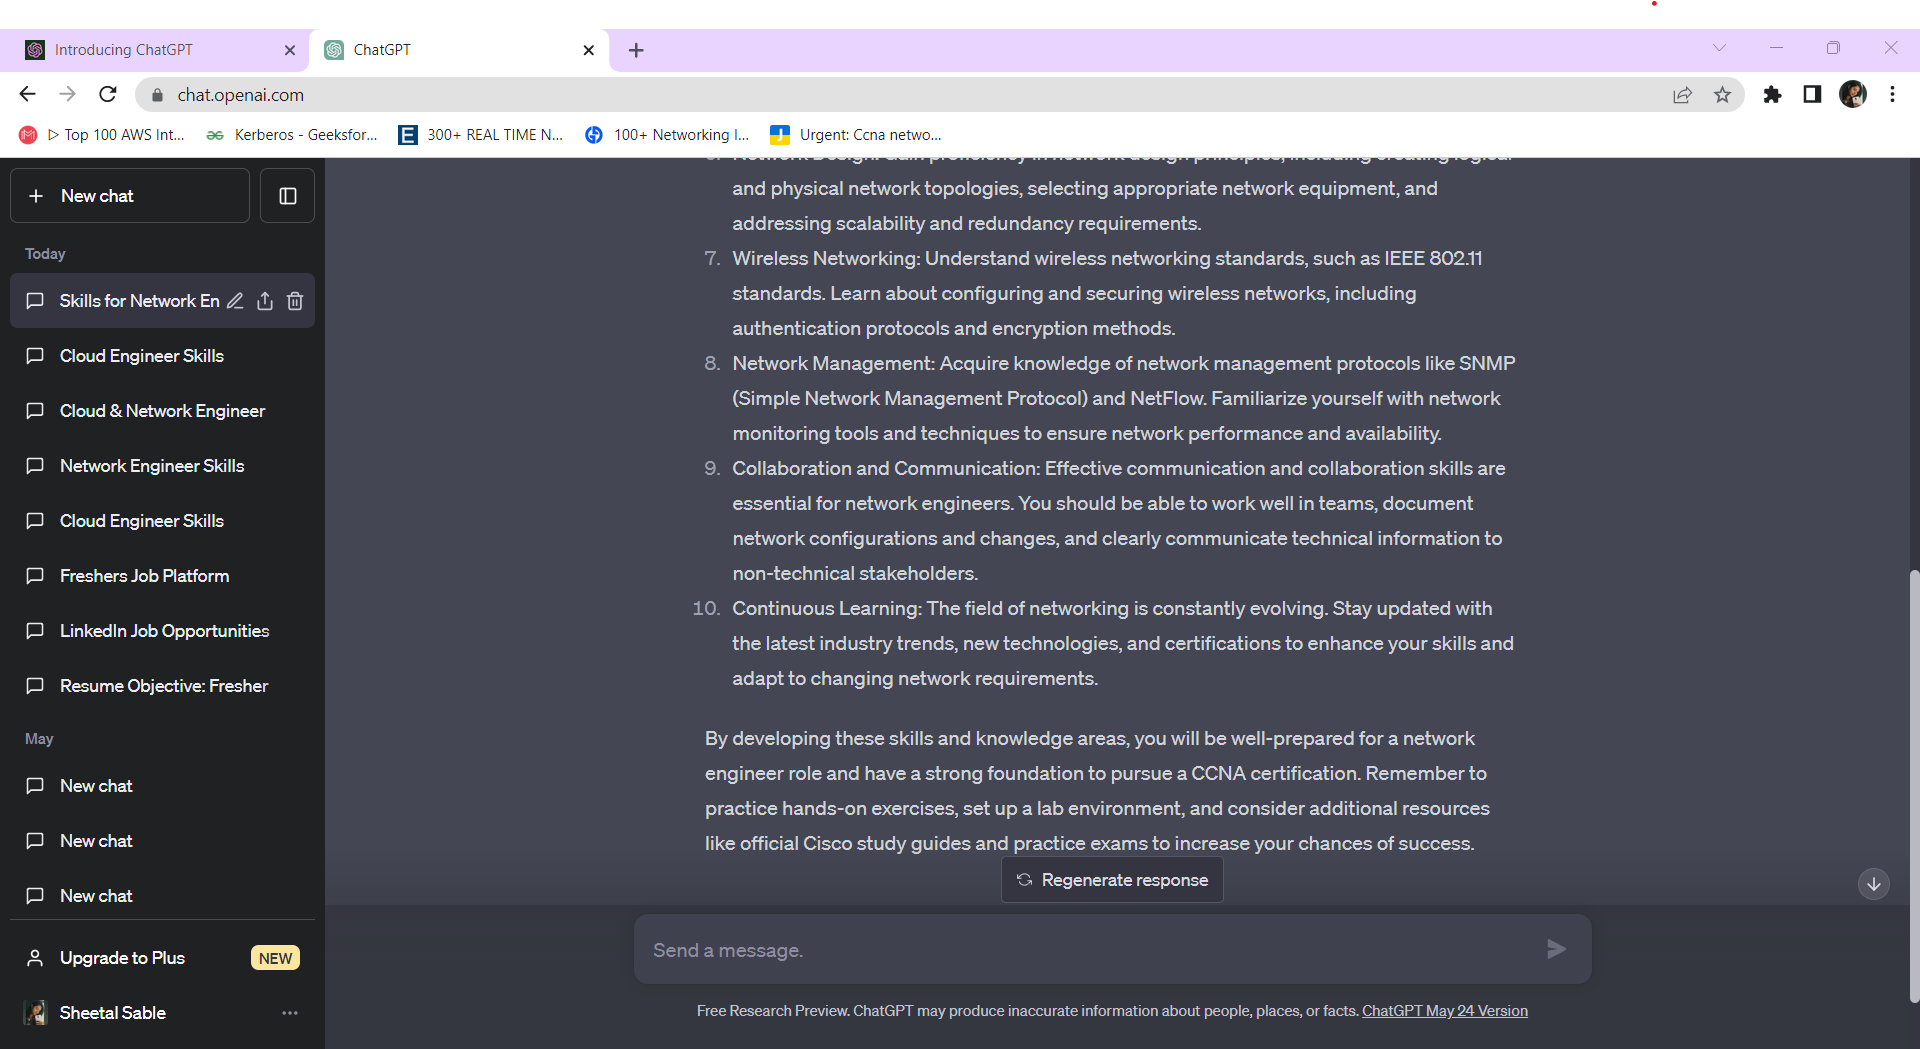 Introducing ChatGPT
ChatGPT
chat.openai.com
Top 100 AWS Int...
Kerberos - Geeksfor...
300+ REAL TIME N...
100+ Networking I...
Urgent: Ccna netwo...
New chat
Today
Skills for Network En
Cloud Engineer Skills
Cloud & Network Engineer
Network Engineer Skills
Cloud Engineer Skills
Freshers Job Platform
LinkedIn Job Opportunities
Resume Objective: Fresher
May
New chat
New chat
New chat
Upgrade to Plus NEW
Sheetal Sable
Network Design: Gain proficiency in network design principles, including creating logical
and physical network topologies, selecting appropriate network equipment, and
addressing scalability and redundancy requirements.
7. Wireless Networking: Understand wireless networking standards, such as IEEE 802.11
standards. Learn about configuring and securing wireless networks, including
authentication protocols and encryption methods.
8. Network Management: Acquire knowledge of network management protocols like SNMP
(Simple Network Management Protocol) and NetFlow. Familiarize yourself with network
monitoring tools and techniques to ensure network performance and availability.
9. Collaboration and Communication: Effective communication and collaboration skills are
essential for network engineers. You should be able to work well in teams, document
network configurations and changes, and clearly communicate technical information to
non-technical stakeholders.
10. Continuous Learning: The field of networking is constantly evolving. Stay updated with
the latest industry trends, new technologies, and certifications to enhance your skills and
adapt to changing network requirements.
By developing these skills and knowledge areas, you will be well-prepared for a network
engineer role and have a strong foundation to pursue a CCNA certification. Remember to
practice hands-on exercises, set up a lab environment, and consider additional resources
like official Cisco study guides and practice exams to increase your chances of success.
Regenerate response
Send a message.
Free Research Preview. ChatGPT may produce inaccurate information about people, places, or facts. ChatGPT May 24 Version